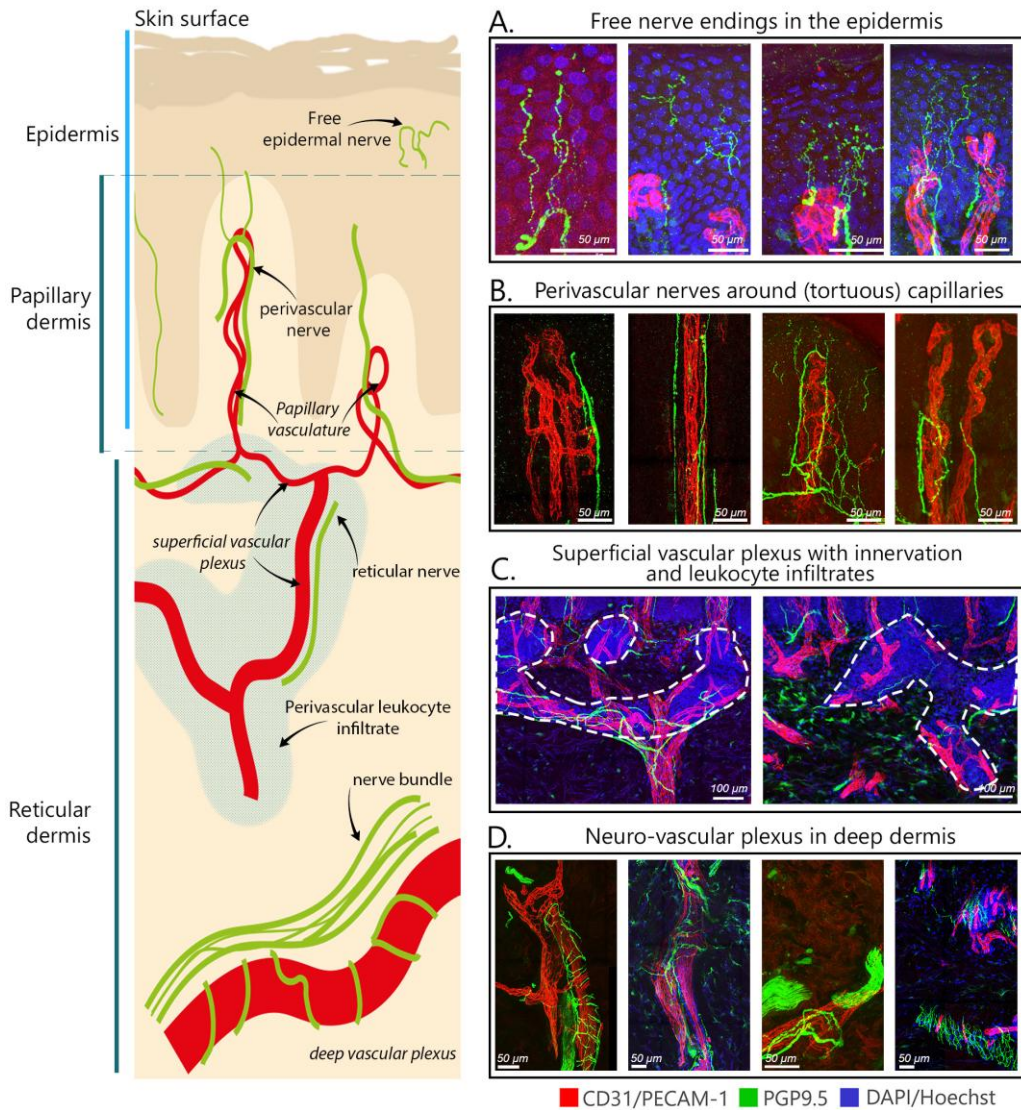 Skin surface
Epidermis
Free
epidermal nerve
Papillary
dermis
perivascular
nerve
Papillary
vasculature
superficial vascular
plexus
reticular nerve
Perivascular leukocyte
infiltrate
Reticular
dermis
nerve bundle
deep vascular plexus
A. Free nerve endings in the epidermis
50 µm
50 µm
50 µm
50 µm
B. Perivascular nerves around (tortuous) capillaries
50 µm
50 µm
50 µm
50 µm
C. Superficial vascular plexus with innervation
and leukocyte infiltrates
100 µm
100 µm
D. Neuro-vascular plexus in deep dermis
50 µm
50 µm
50 µm
50 µm
CD31/PECAM-1 PGP9.5 DAPI/Hoechst